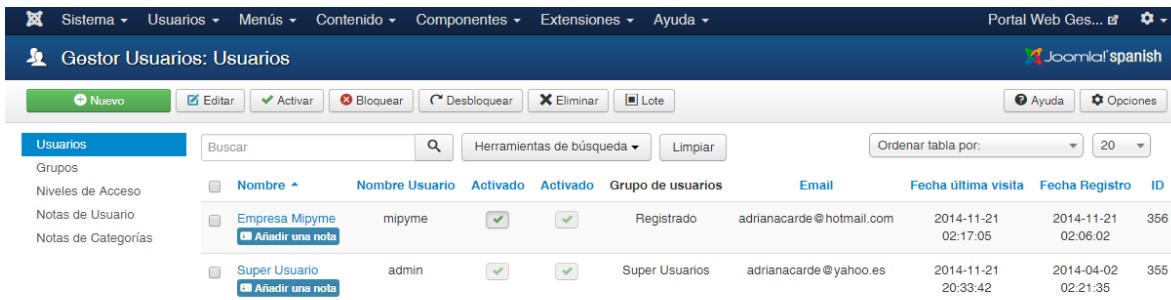 Sistema Usuarios Menús Contenido Componentes Extensiones Ayuda Portal Web Ges...
Gestor Usuarios: Usuarios Joomla! spanish
Nuevo Editar Activar Bloquear Desbloquear Eliminar Lote Ayuda Opciones
Usuarios
Grupos
Niveles de Acceso
Notas de Usuario
Notas de Categorías
Buscar Herramientas de búsqueda Limpiar Ordenar tabla por: 20
Nombre Nombre Usuario Activado Activado Grupo de usuarios Email Fecha última visita Fecha Registro ID
Empresa Mipyme mipyme Registrado adrianacarde@hotmail.com 2014-11-21 2014-11-21 356
Añadir una nota 02:17:05 02:06:02
Super Usuario admin Super Usuarios adrianacarde@yahoo.es 2014-11-21 2014-04-02 355
Añadir una nota 20:33:42 02:21:35